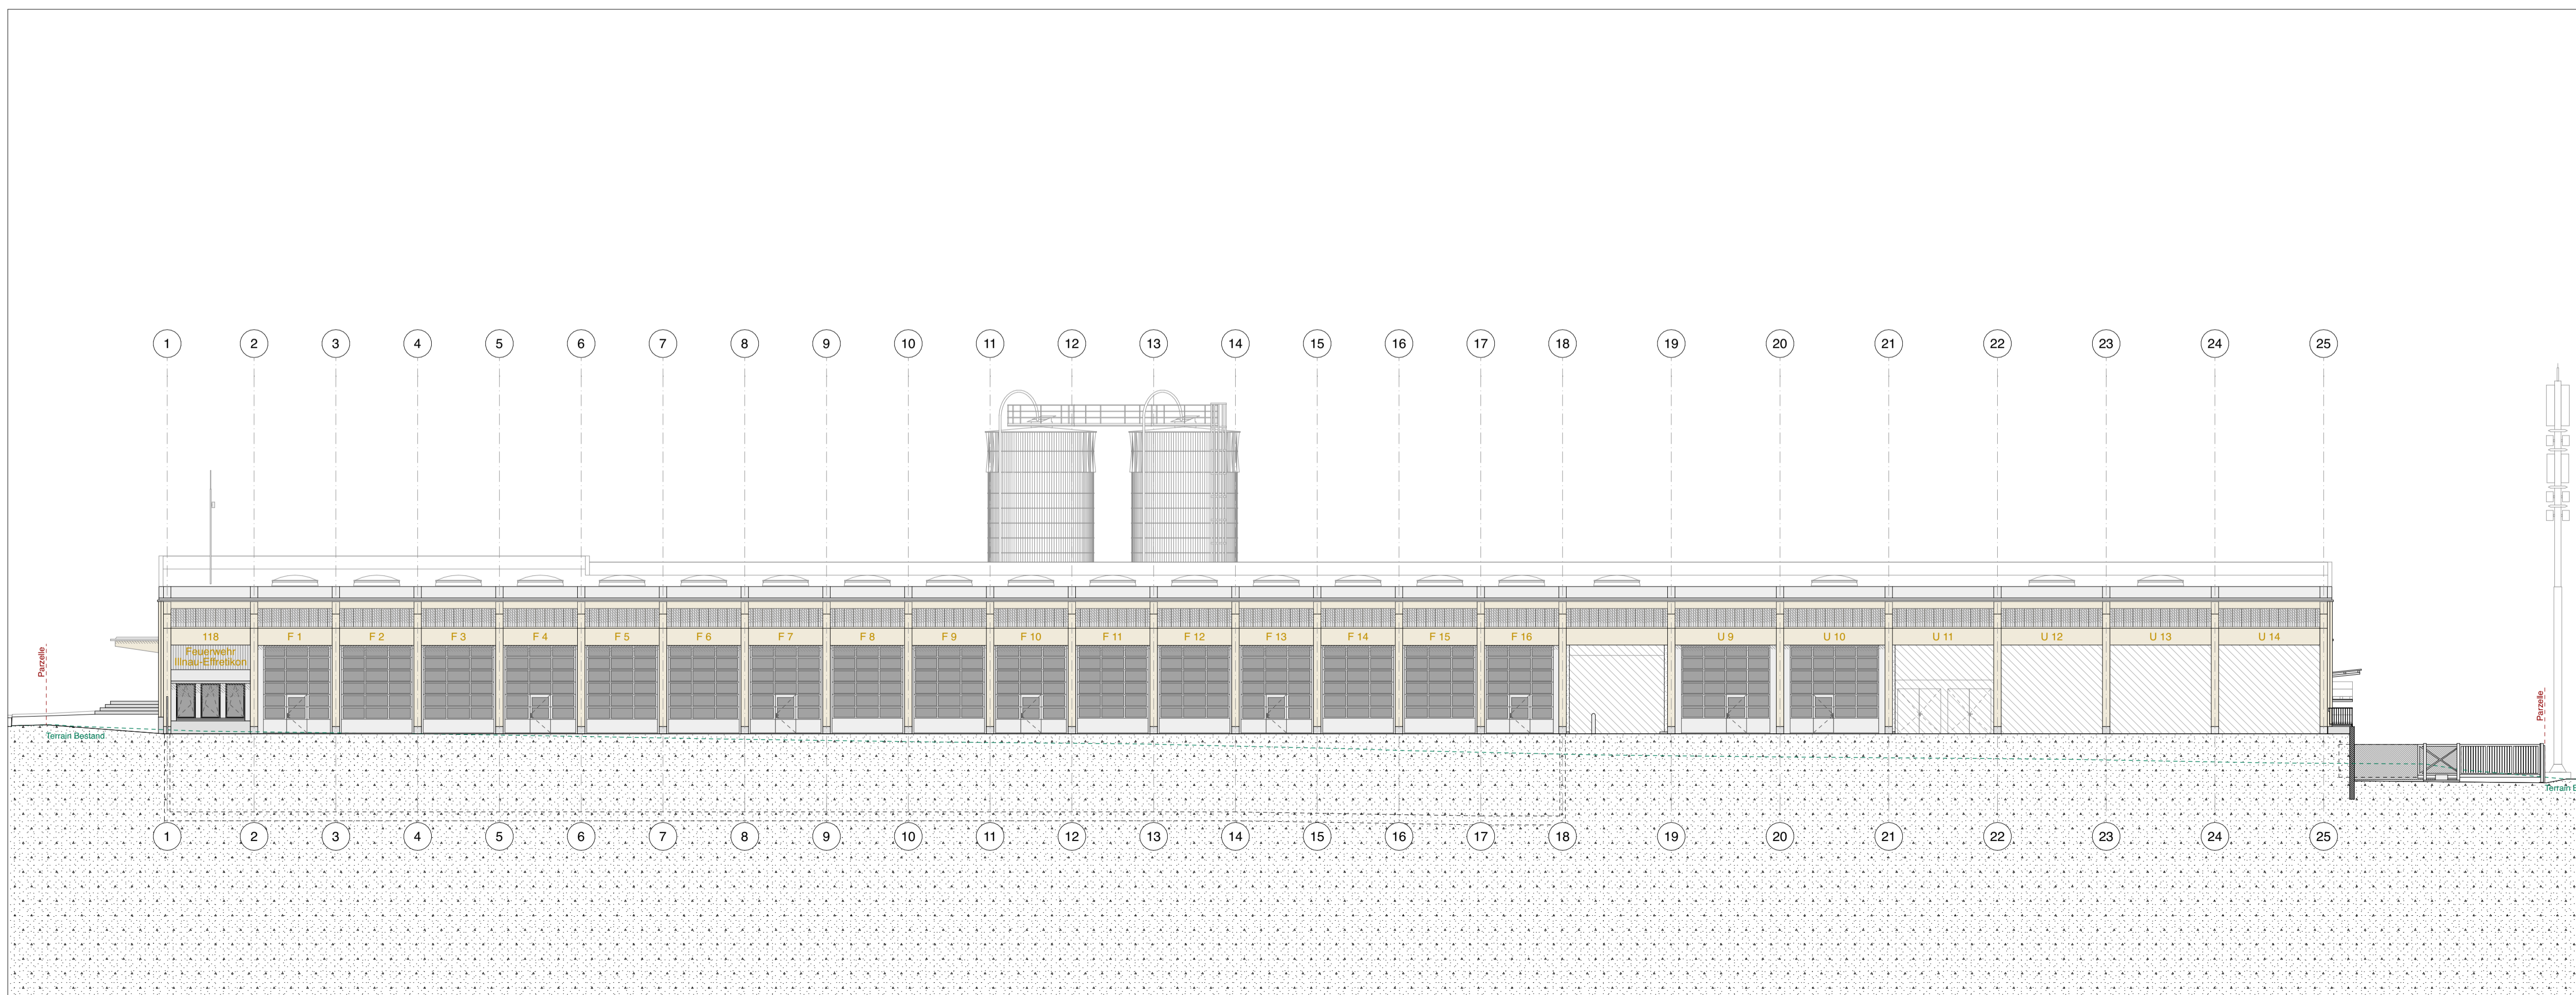 1 2 3 4 5 6 7 8 9 10 11 12 13 14 15 16 17 18 19 20 21 22 23 24 25
118 F 1 F 2 F 3 F 4 F 5 F 6 F 7 F 8 F 9 F 10 F 11 F 12 F 13 F 14 F 15 F 16 U 9 U 10 U 11 U 12 U 13 U 14
Feuerwehr
Illnau-Effretikon
Parzelle
Parzelle
Terrain Bestand
Terrain B
1 2 3 4 5 6 7 8 9 10 11 12 13 14 15 16 17 18 19 20 21 22 23 24 25